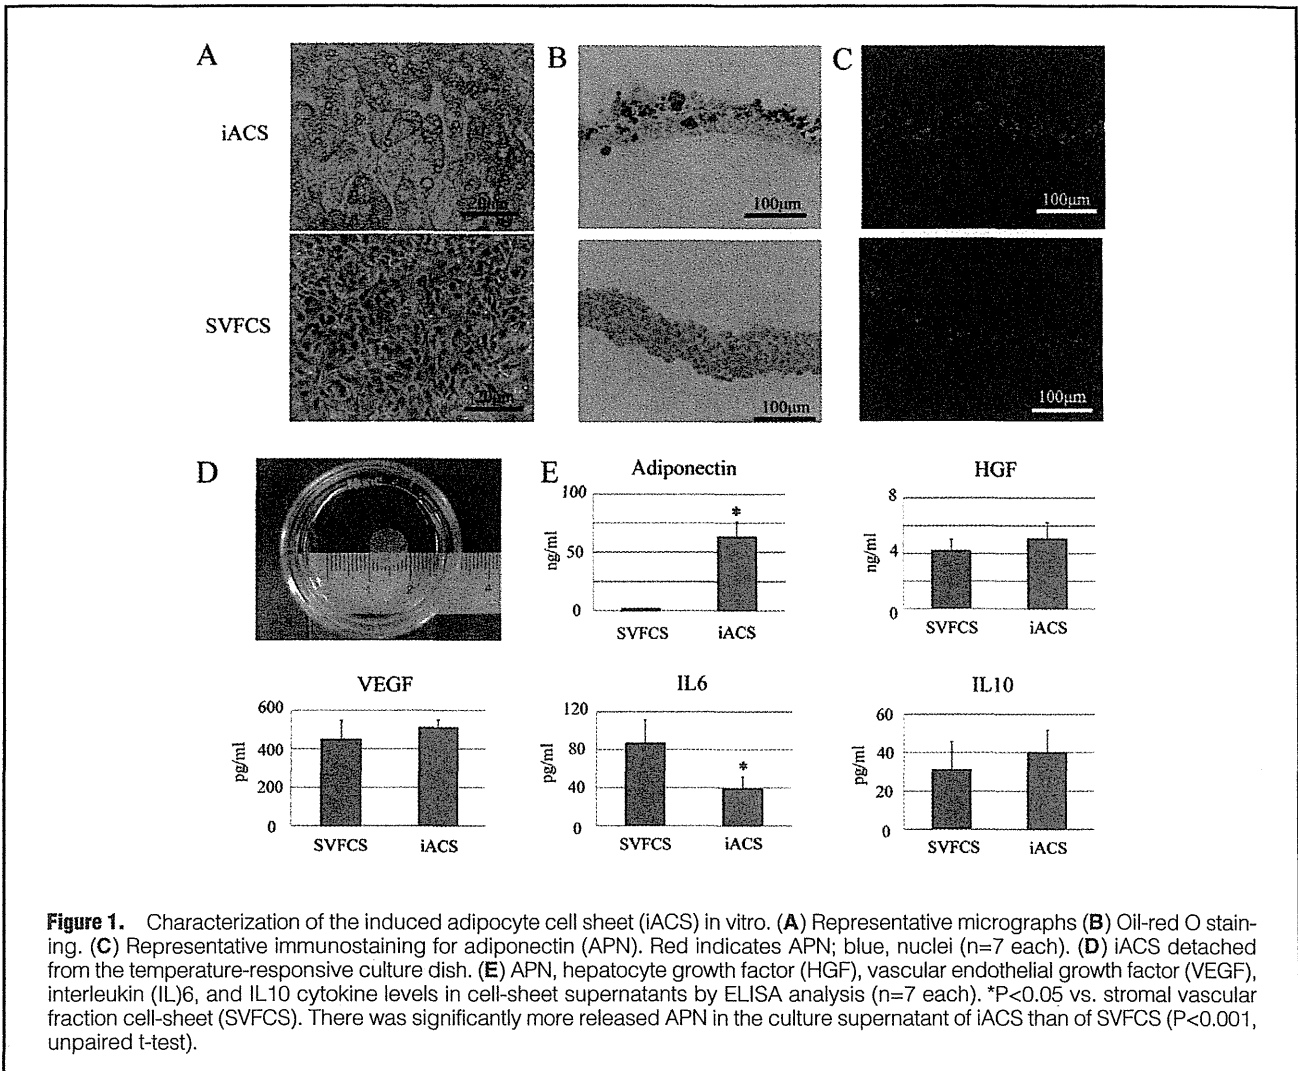 A
B
C
iACS
20μm
100μm
100μm
SVFCS
20μm
100μm
100μm
D
E
Adiponectin
100
50
0
ng/ml
*
SVFCS
iACS
HGF
8
4
0
ng/ml
SVFCS
iACS
VEGF
600
400
200
0
pg/ml
SVFCS
iACS
IL6
120
80
40
0
pg/ml
*
SVFCS
iACS
IL10
60
40
20
0
pg/ml
SVFCS
iACS
Figure 1. Characterization of the induced adipocyte cell sheet (iACS) in vitro. (A) Representative micrographs (B) Oil-red O stain-
ing. (C) Representative immunostaining for adiponectin (APN). Red indicates APN; blue, nuclei (n=7 each). (D) iACS detached
from the temperature-responsive culture dish. (E) APN, hepatocyte growth factor (HGF), vascular endothelial growth factor (VEGF),
interleukin (IL)6, and IL10 cytokine levels in cell-sheet supernatants by ELISA analysis (n=7 each). *P<0.05 vs. stromal vascular
fraction cell-sheet (SVFCS). There was significantly more released APN in the culture supernatant of iACS than of SVFCS (P<0.001,
unpaired t-test).